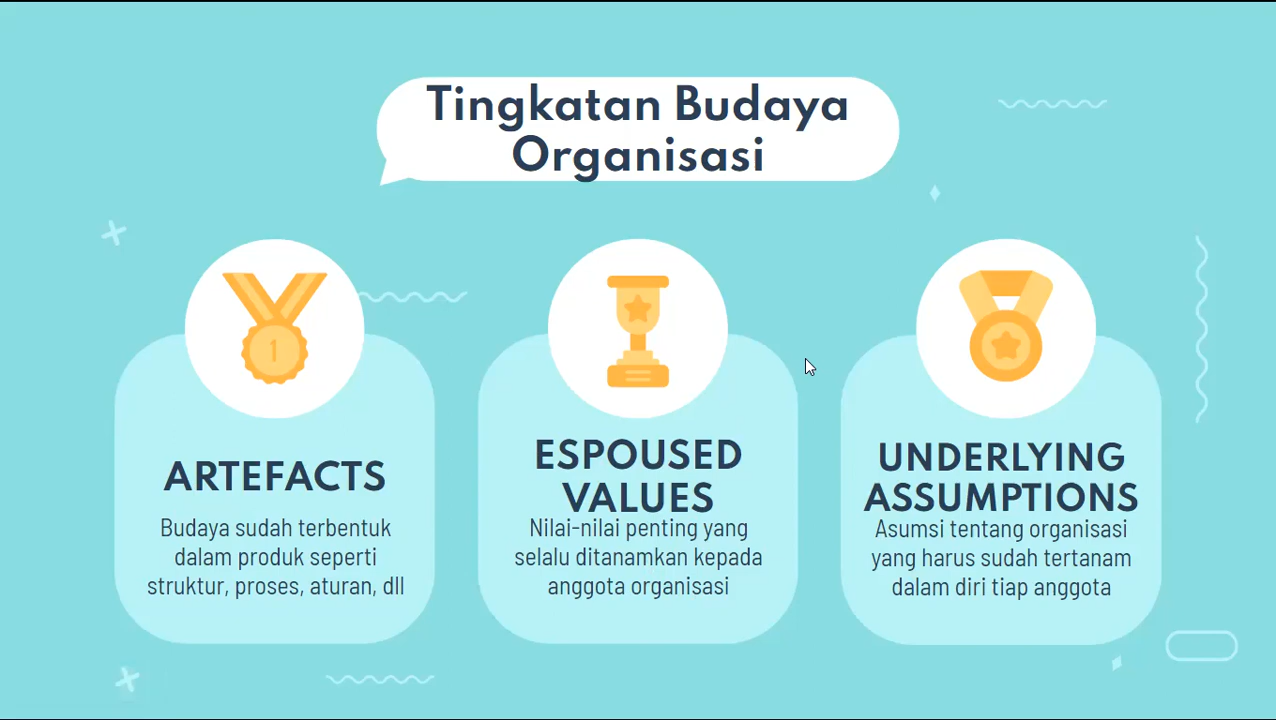 Tingkatan Budaya
Organisasi
1
ARTEFACTS
Budaya sudah terbentuk
dalam produk seperti
struktur, proses, aturan, dll
ESPOUSED
VALUES
Nilai-nilai penting yang
selalu ditanamkan kepada
anggota organisasi
UNDERLYING
ASSUMPTIONS
Asumsi tentang organisasi
yang harus sudah tertanam
dalam diri tiap anggota